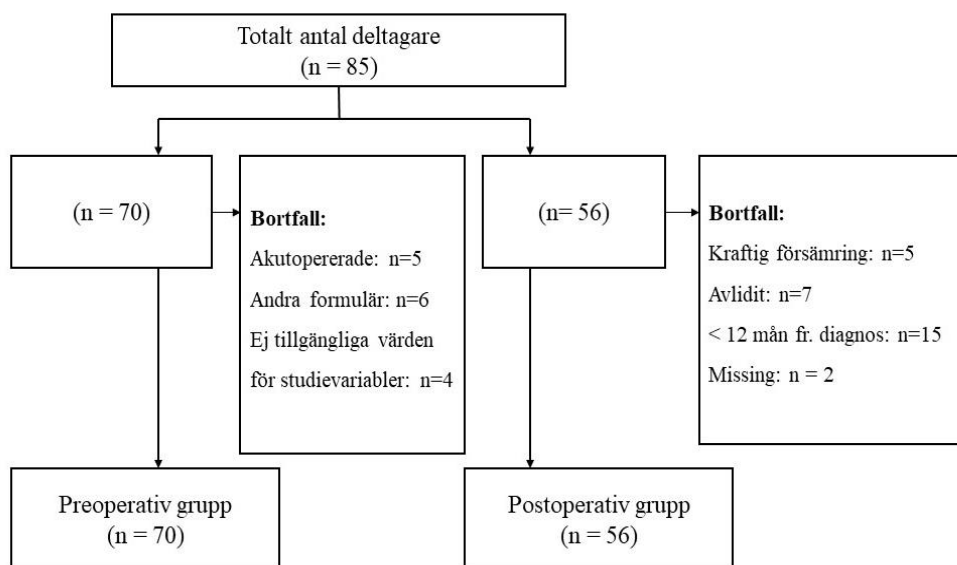 Totalt antal deltagare
(n = 85)
(n = 70)
Bortfall:
Akutopererade: n=5
Andra formulär: n=6
Ej tillgängliga värden
för studievariabler: n=4
(n= 56)
Bortfall:
Kraftig försämring: n=5
Avlidit: n=7
< 12 mån fr. diagnos: n=15
Missing: n = 2
Preoperativ grupp
(n = 70)
Postoperativ grupp
(n = 56)